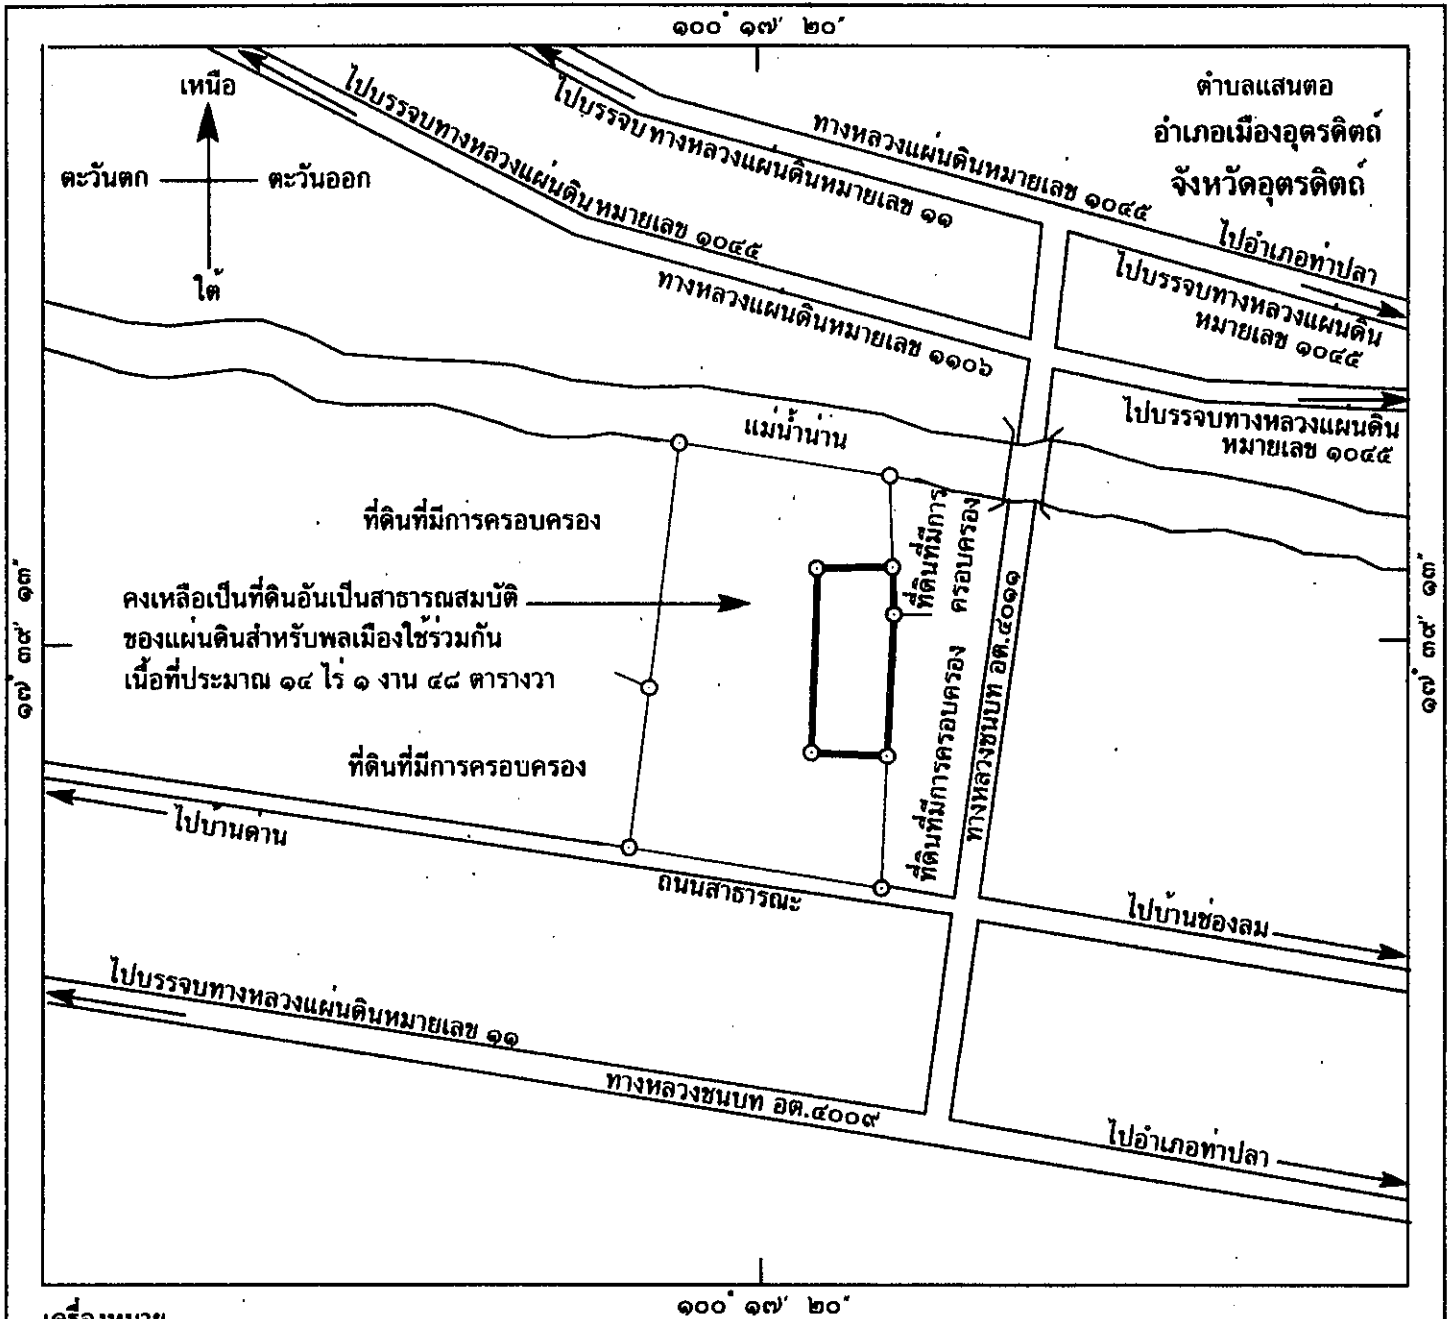 ๑๐๐° ๑๗′ ๒๐″
ตำบลแสนตอ
อำเภอเมืองอุตรดิตถ์
จังหวัดอุตรดิตถ์
เหนือ
ตะวันตก
ตะวันออก
ใต้
ไปบรรจบทางหลวงแผ่นดินหมายเลข ๑๐๔๕
ไปบรรจบทางหลวงแผ่นดินหมายเลข ๑๑
ทางหลวงแผ่นดินหมายเลข ๑๐๔๕
ไปอำเภอท่าปลา
ไปบรรจบทางหลวงแผ่นดิน
หมายเลข ๑๐๔๕
ทางหลวงแผ่นดินหมายเลข ๑๑๐๖
ไปบรรจบทางหลวงแผ่นดิน
หมายเลข ๑๐๔๕
แม่น้ำน่าน
ที่ดินที่มีการครอบครอง
ที่ดินที่มีการ
ครอบครอง
คงเหลือเป็นที่ดินอันเป็นสาธารณสมบัติ
ของแผ่นดินสำหรับพลเมืองใช้ร่วมกัน
เนื้อที่ประมาณ ๑๔ ไร่ ๑ งาน ๔๘ ตารางวา
๑๗° ๓๙′ ๑๓″
๑๗° ๓๙′ ๑๓″
ที่ดินที่มีการครอบครอง
ที่ดินที่มีการครอบครอง
ทางหลวงชนบท อต.๔๐๑๑
ไปบ้านด่าน
ถนนสาธารณะ
ไปบ้านช่องลม
ไปบรรจบทางหลวงแผ่นดินหมายเลข ๑๑
ทางหลวงชนบท อต.๔๐๐๙
ไปอำเภอท่าปลา
๑๐๐° ๑๗′ ๒๐″
เครื่องหมาย